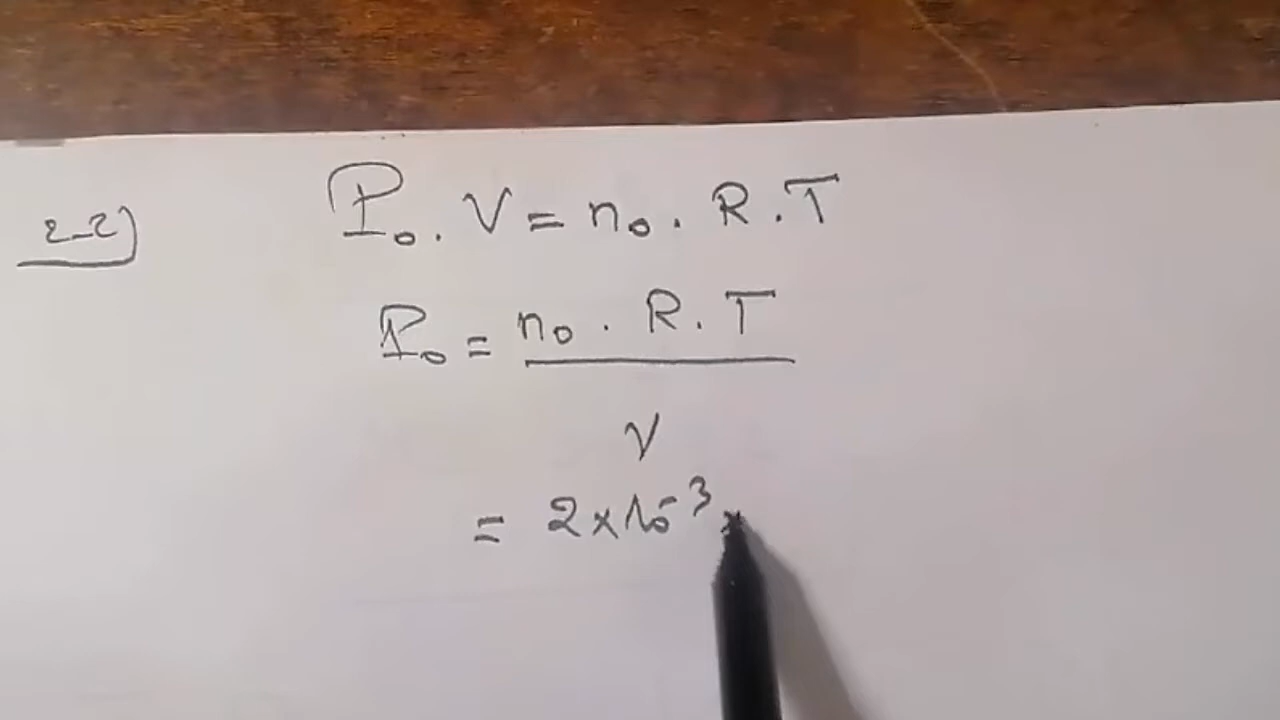 2-2) P₀ . V = n₀ . R . T
P₀ = n₀ . R . T
V
= 2 × 10⁻³ ×